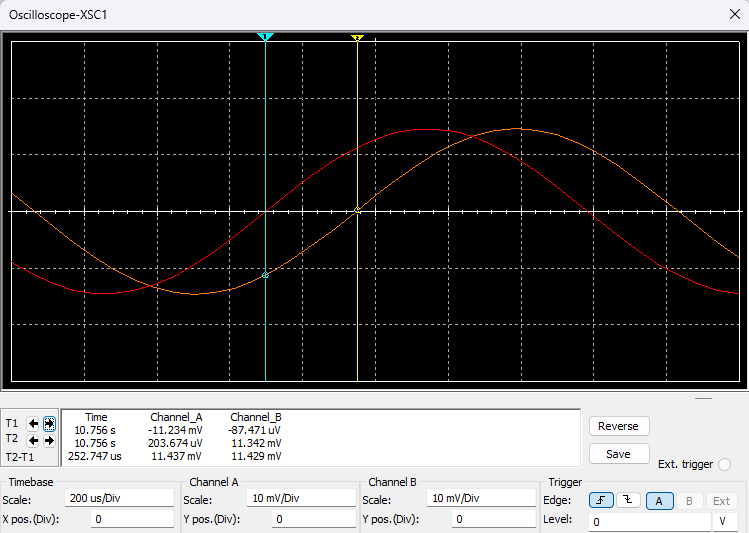 Oscilloscope-XSC1
1 2
Time Channel_A Channel_B
T1 10.756 s -11.234 mV -87.471 uV
T2 10.756 s 203.674 uV 11.342 mV
T2-T1 252.747 us 11.437 mV 11.429 mV
Reverse
Save
Ext. trigger
Timebase Channel A Channel B Trigger
Scale: 200 us/Div Scale: 10 mV/Div Scale: 10 mV/Div Edge: A B Ext
X pos.(Div): 0 Y pos.(Div): 0 Y pos.(Div): 0 Level: 0 V